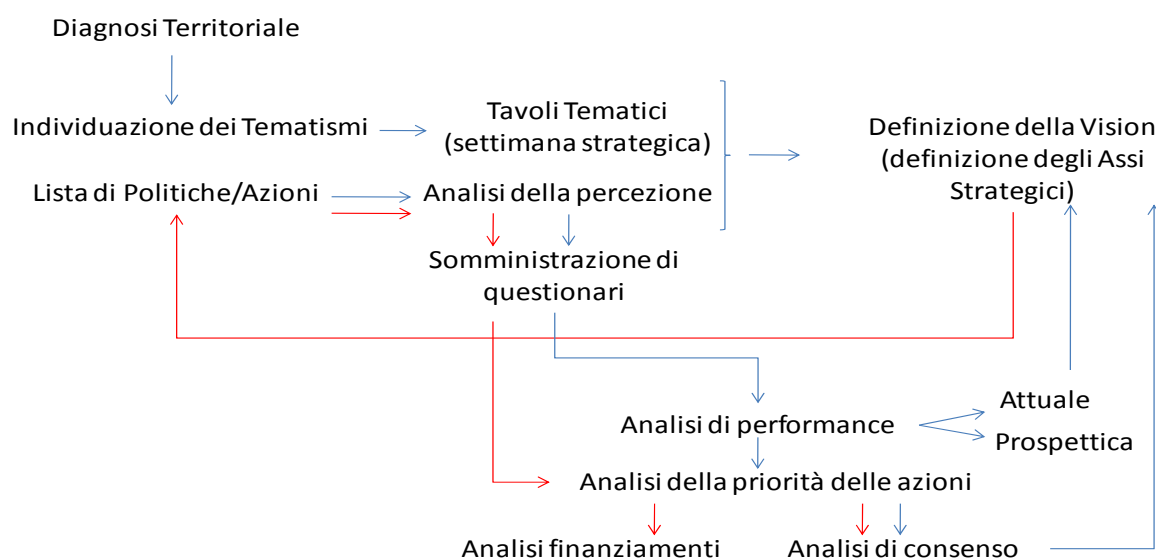 Diagnosi Territoriale
Individuazione dei Tematismi
Tavoli Tematici
(settimana strategica)
Definizione della Vision
(definizione degli Assi
Strategici)
Lista di Politiche/Azioni
Analisi della percezione
Somministrazione di
questionari
Analisi di performance
Attuale
Prospettica
Analisi della priorità delle azioni
Analisi finanziamenti
Analisi di consenso